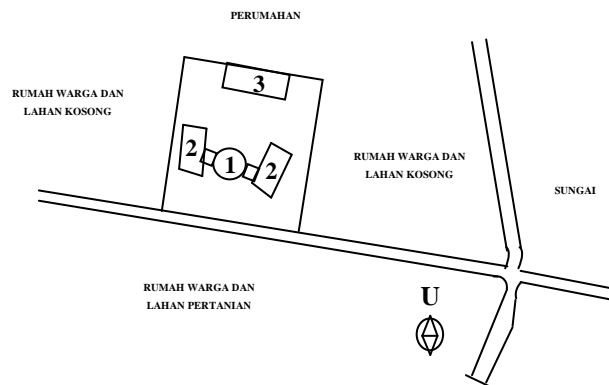 PERUMAHAN
3
RUMAH WARGA DAN
LAHAN KOSONG
2
1
2
RUMAH WARGA DAN
LAHAN KOSONG
SUNGAI
RUMAH WARGA DAN
LAHAN PERTANIAN
U